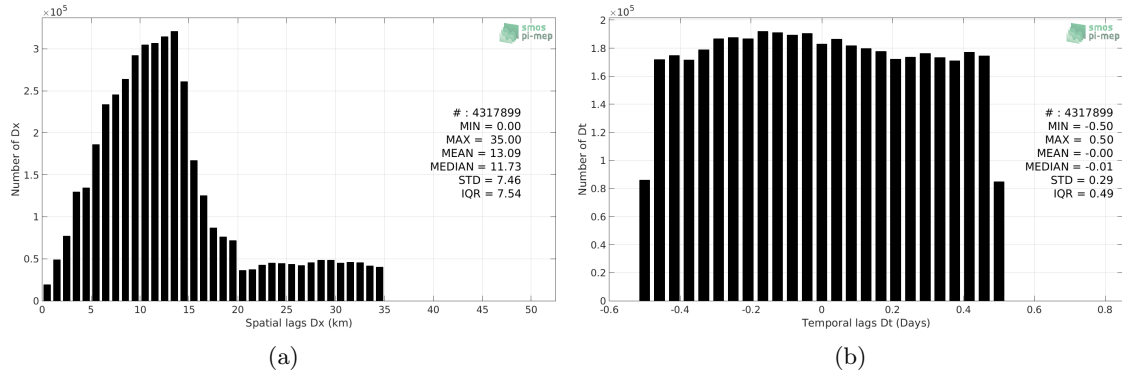 ×10⁵
3
2.5
2
1.5
1
0.5
0
0
5
10
15
20
25
30
35
40
45
50
Number of Dx
Spatial lags Dx (km)
smos
pi-mep
# : 4317899
MIN = 0.00
MAX = 35.00
MEAN = 13.09
MEDIAN = 11.73
STD = 7.46
IQR = 7.54
(a)
×10⁵
2
1.8
1.6
1.4
1.2
1
0.8
0.6
0.4
0.2
0
-0.6
-0.4
-0.2
0
0.2
0.4
0.6
0.8
Number of Dt
Temporal lags Dt (Days)
smos
pi-mep
# : 4317899
MIN = -0.50
MAX = 0.50
MEAN = -0.00
MEDIAN = -0.01
STD = 0.29
IQR = 0.49
(b)